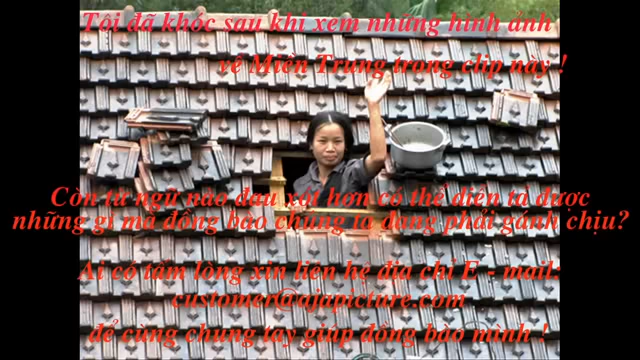 Tôi đã khóc sau khi xem những hình ảnh
về Miền Trung trong clip này !
Còn từ ngữ nào đau xót hơn có thể diễn tả được
những gì mà đồng bào chúng ta đang phải gánh chịu?
Ai có tấm lòng xin liên hệ địa chỉ E - mail:
customer@ajapicture.com
để cùng chung tay giúp đồng bào mình !